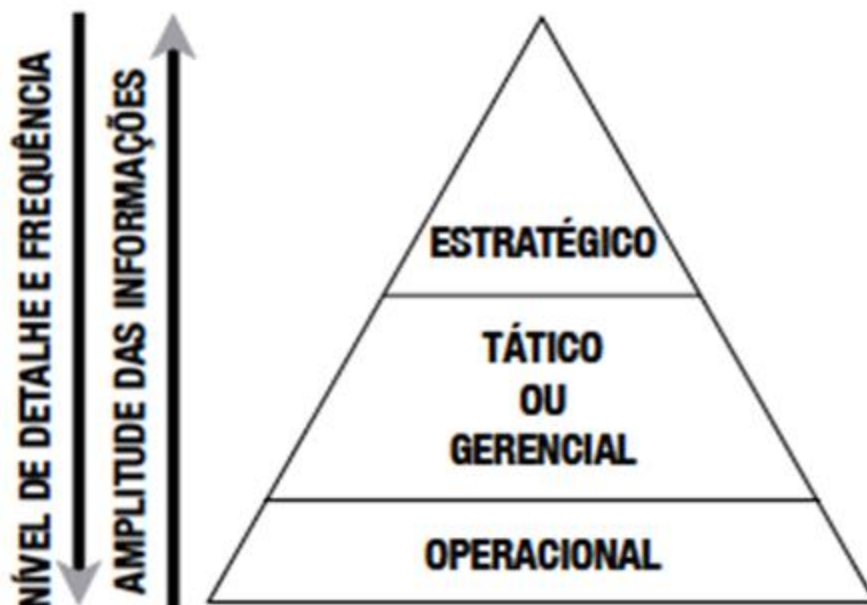 NÍVEL DE DETALHE E FREQUÊNCIA
AMPLITUDE DAS INFORMAÇÕES
ESTRATÉGICO
TÁTICO
OU
GERENCIAL
OPERACIONAL